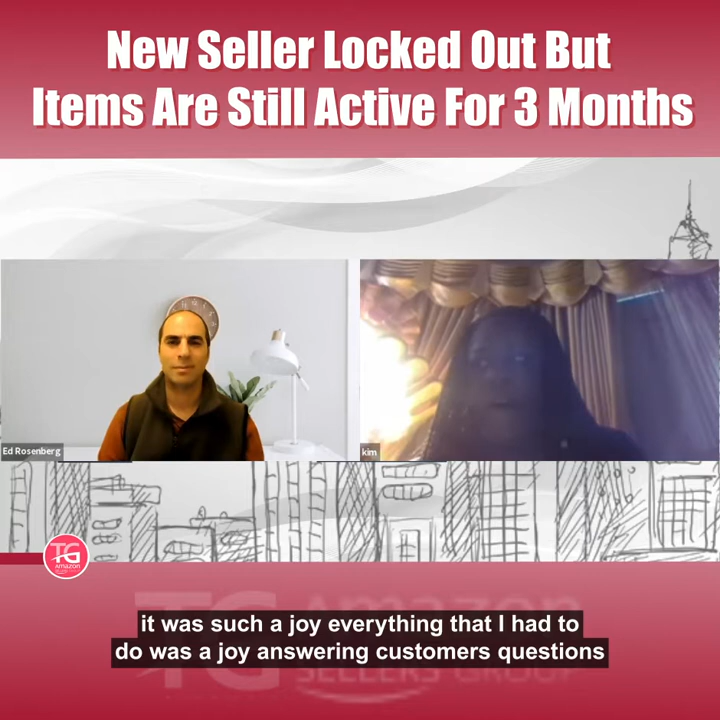 New Seller Locked Out But
Items Are Still Active For 3 Months
Ed Rosenberg
kim
TG
Amazon
it was such a joy everything that I had to
do was a joy answering customers questions
TG Amazon
SELLERS GROUP